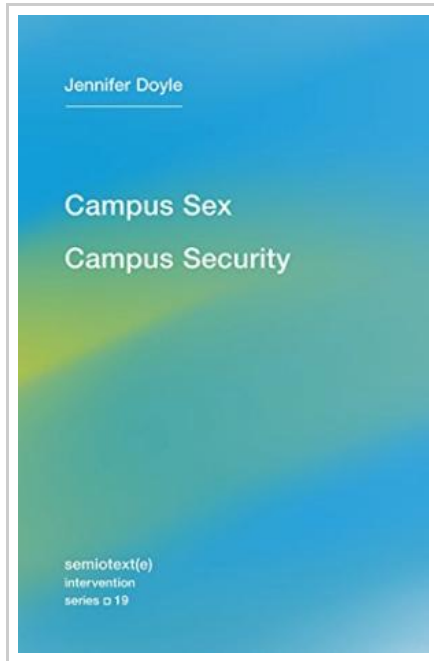 Jennifer Doyle
Campus Sex
Campus Security
semiotext(e)
intervention
series □ 19